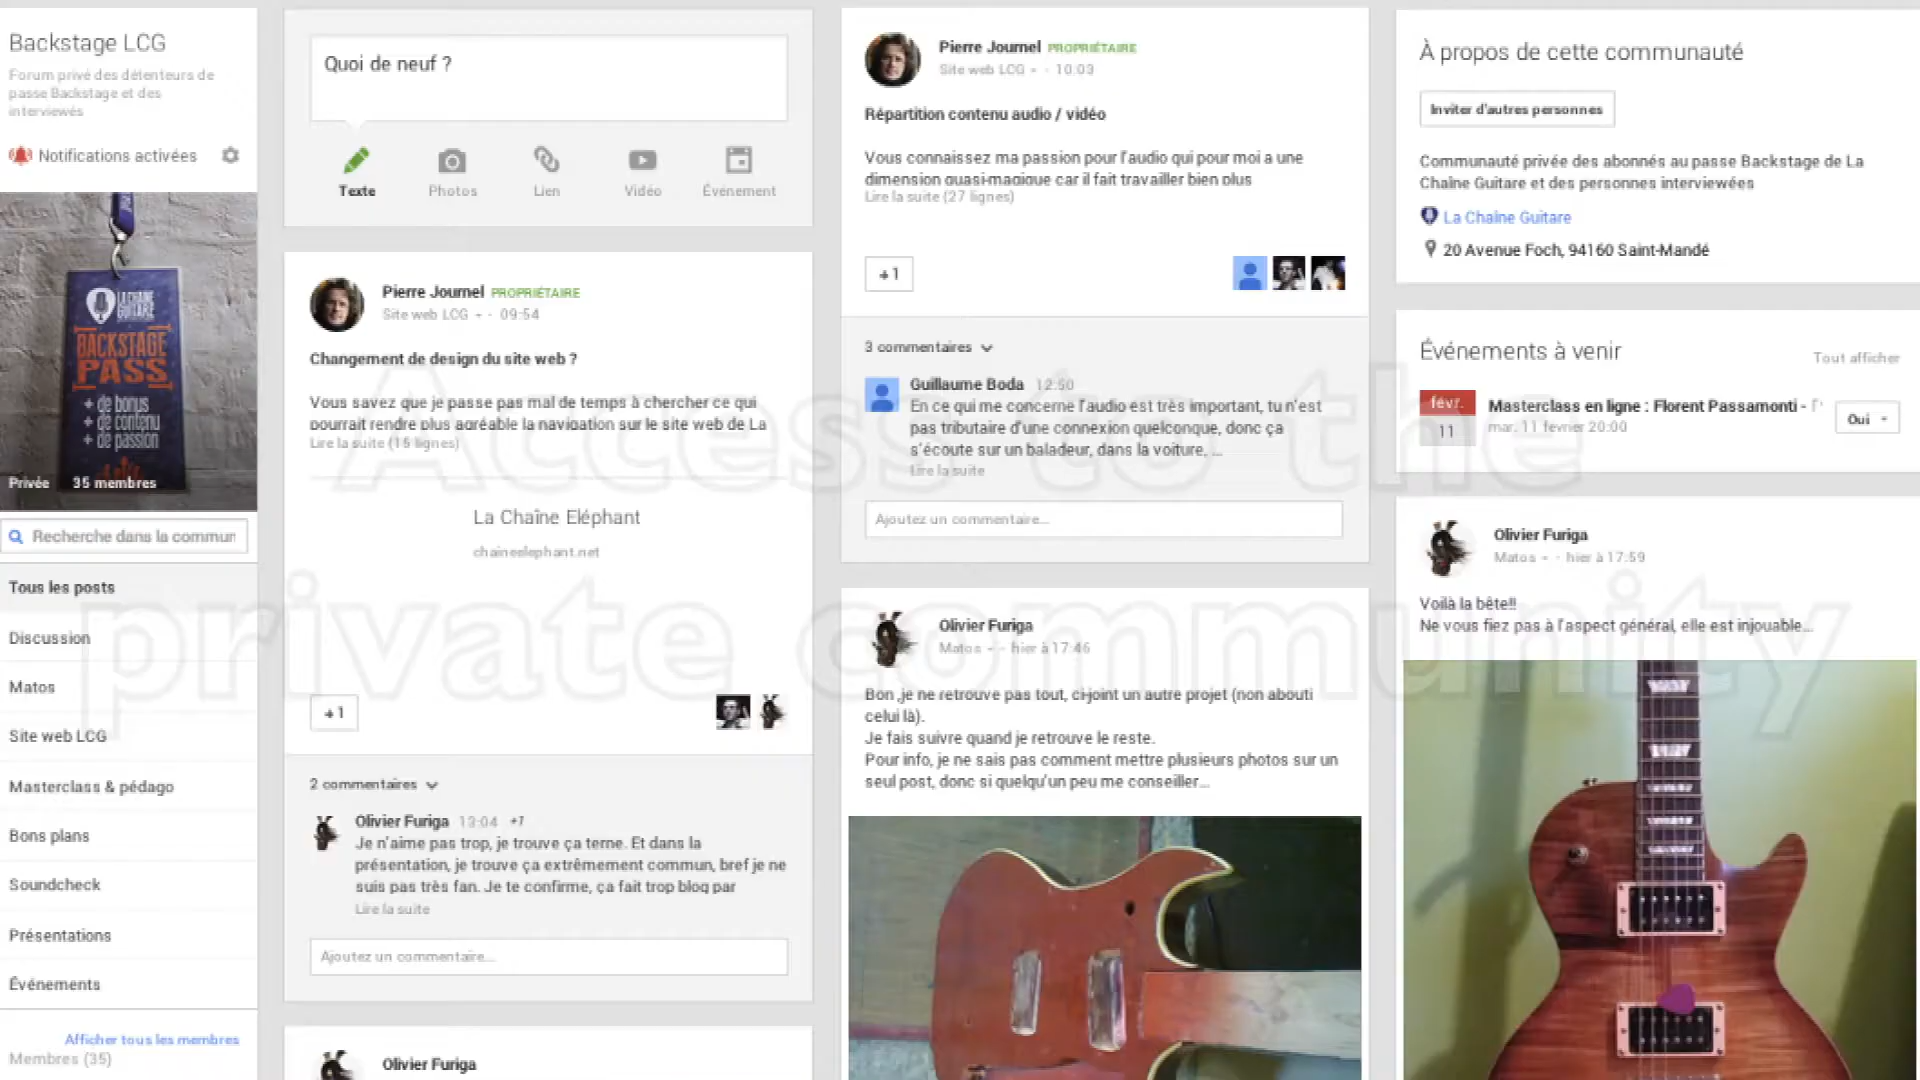 Backstage LCG
Forum privé des détenteurs de
passe Backstage et des
interviewés
Notifications activées
LA CHAINE
GUITARE
BACKSTAGE
PASS
+ de bonus
+ de contenu
+ de passion
Privée 35 membres
Recherche dans la commun
Tous les posts
Discussion
Matos
Site web LCG
Masterclass & pédago
Bons plans
Soundcheck
Présentations
Événements
Afficher tous les membres
Membres (35)
Quoi de neuf ?
Texte Photos Lien Vidéo Événement
Pierre Journel PROPRIÉTAIRE
Site web LCG - 09:54
Changement de design du site web ?
Vous savez que je passe pas mal de temps à chercher ce qui
pourrait rendre plus agréable la navigation sur le site web de La
Lire la suite (15 lignes)
La Chaîne Eléphant
chaineelephant.net
+1
2 commentaires
Olivier Furiga 13:04 +1
Je n'aime pas trop, je trouve ça terne. Et dans la
présentation, je trouve ça extrêmement commun, bref je ne
suis pas très fan. Je te confirme, ça fait trop blog par
Lire la suite
Ajoutez un commentaire...
Olivier Furiga
Pierre Journel PROPRIÉTAIRE
Site web LCG - 10:03
Répartition contenu audio / vidéo
Vous connaissez ma passion pour l'audio qui pour moi a une
dimension quasi-magique car il fait travailler bien plus
Lire la suite (27 lignes)
+1
3 commentaires
Guillaume Boda 12:50
En ce qui me concerne l'audio est très important, tu n'est
pas tributaire d'une connexion quelconque, donc ça
s'écoute sur un baladeur, dans la voiture. ...
Lire la suite
Ajoutez un commentaire...
Olivier Furiga
Matos - hier à 17:46
Bon ,je ne retrouve pas tout, ci-joint un autre projet (non abouti
celui là).
Je fais suivre quand je retrouve le reste.
Pour info, je ne sais pas comment mettre plusieurs photos sur un
seul post, donc si quelqu'un peu me conseiller...
À propos de cette communauté
Inviter d'autres personnes
Communauté privée des abonnés au passe Backstage de La
Chaîne Guitare et des personnes interviewées
La Chaîne Guitare
20 Avenue Foch, 94160 Saint-Mandé
Événements à venir Tout afficher
févr.
11
Masterclass en ligne : Florent Passamonti -
mar. 11 février 20:00
Oui
Olivier Furiga
Matos - hier à 17:59
Voilà la bête!!
Ne vous fiez pas à l'aspect général, elle est injouable...
Access to the
private community